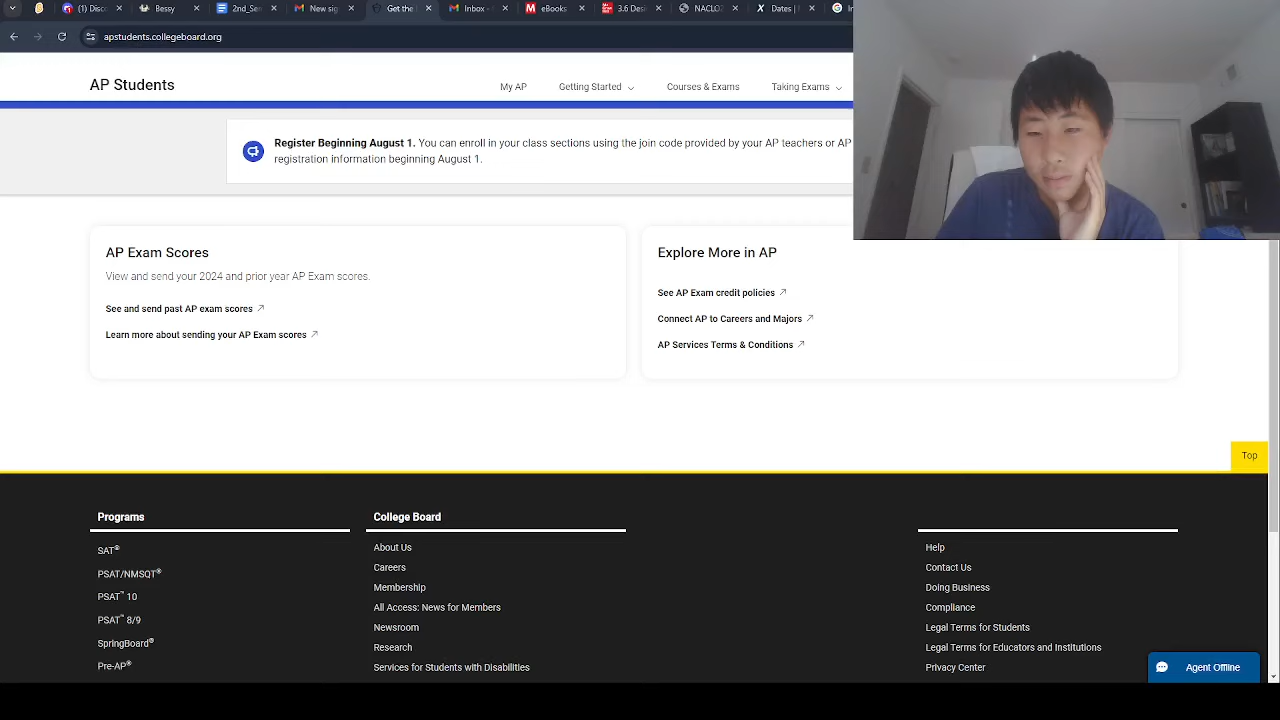 (1) Disco
Bessy
2nd_Sem
New sig
Get the
Inbox -
eBooks
3.6 Desi
NACLO2
Dates |
apstudents.collegeboard.org
AP Students
My AP
Getting Started
Courses & Exams
Taking Exams
Register Beginning August 1. You can enroll in your class sections using the join code provided by your AP teachers or AP
registration information beginning August 1.
AP Exam Scores
View and send your 2024 and prior year AP Exam scores.
See and send past AP exam scores
Learn more about sending your AP Exam scores
Explore More in AP
See AP Exam credit policies
Connect AP to Careers and Majors
AP Services Terms & Conditions
Top
Programs
SAT®
PSAT/NMSQT®
PSAT™ 10
PSAT™ 8/9
SpringBoard®
Pre-AP®
College Board
About Us
Careers
Membership
All Access: News for Members
Newsroom
Research
Services for Students with Disabilities
Help
Contact Us
Doing Business
Compliance
Legal Terms for Students
Legal Terms for Educators and Institutions
Privacy Center
Agent Offline